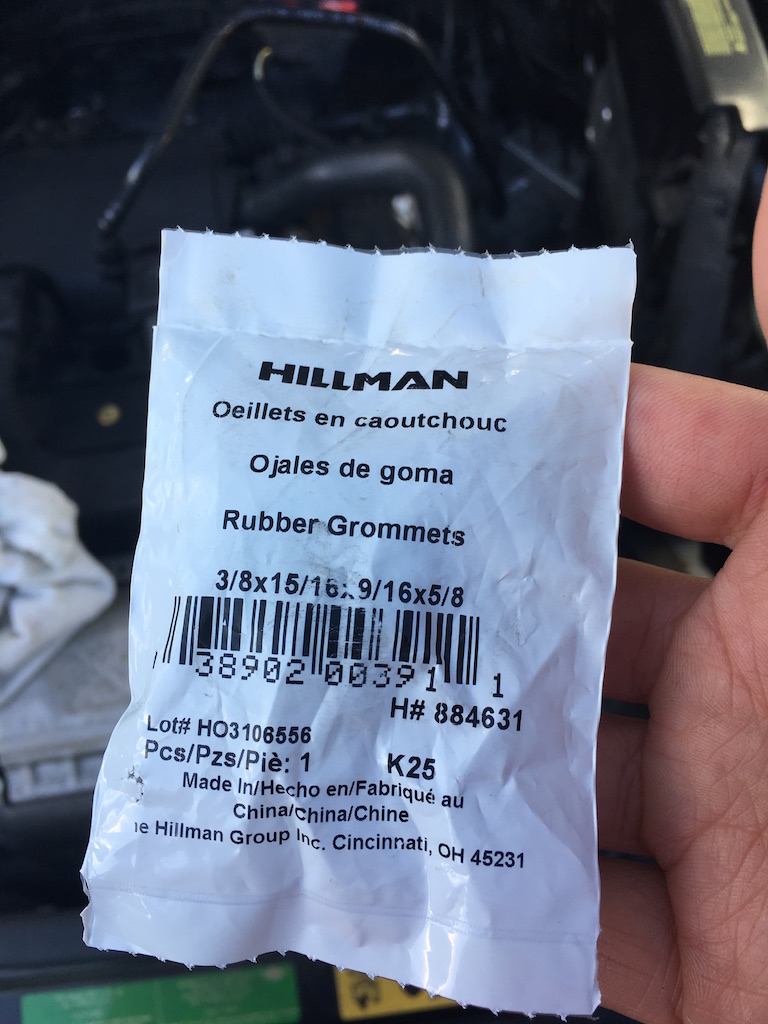 HILLMAN
Oeillets en caoutchouc
Ojales de goma
Rubber Grommets
3/8x15/16x9/16x5/8
38902 00391 1
H# 884631
Lot# HO3106556
Pcs/Pzs/Piè: 1 K25
Made In/Hecho en/Fabriqué au
China/China/Chine
he Hillman Group Inc. Cincinnati, OH 45231